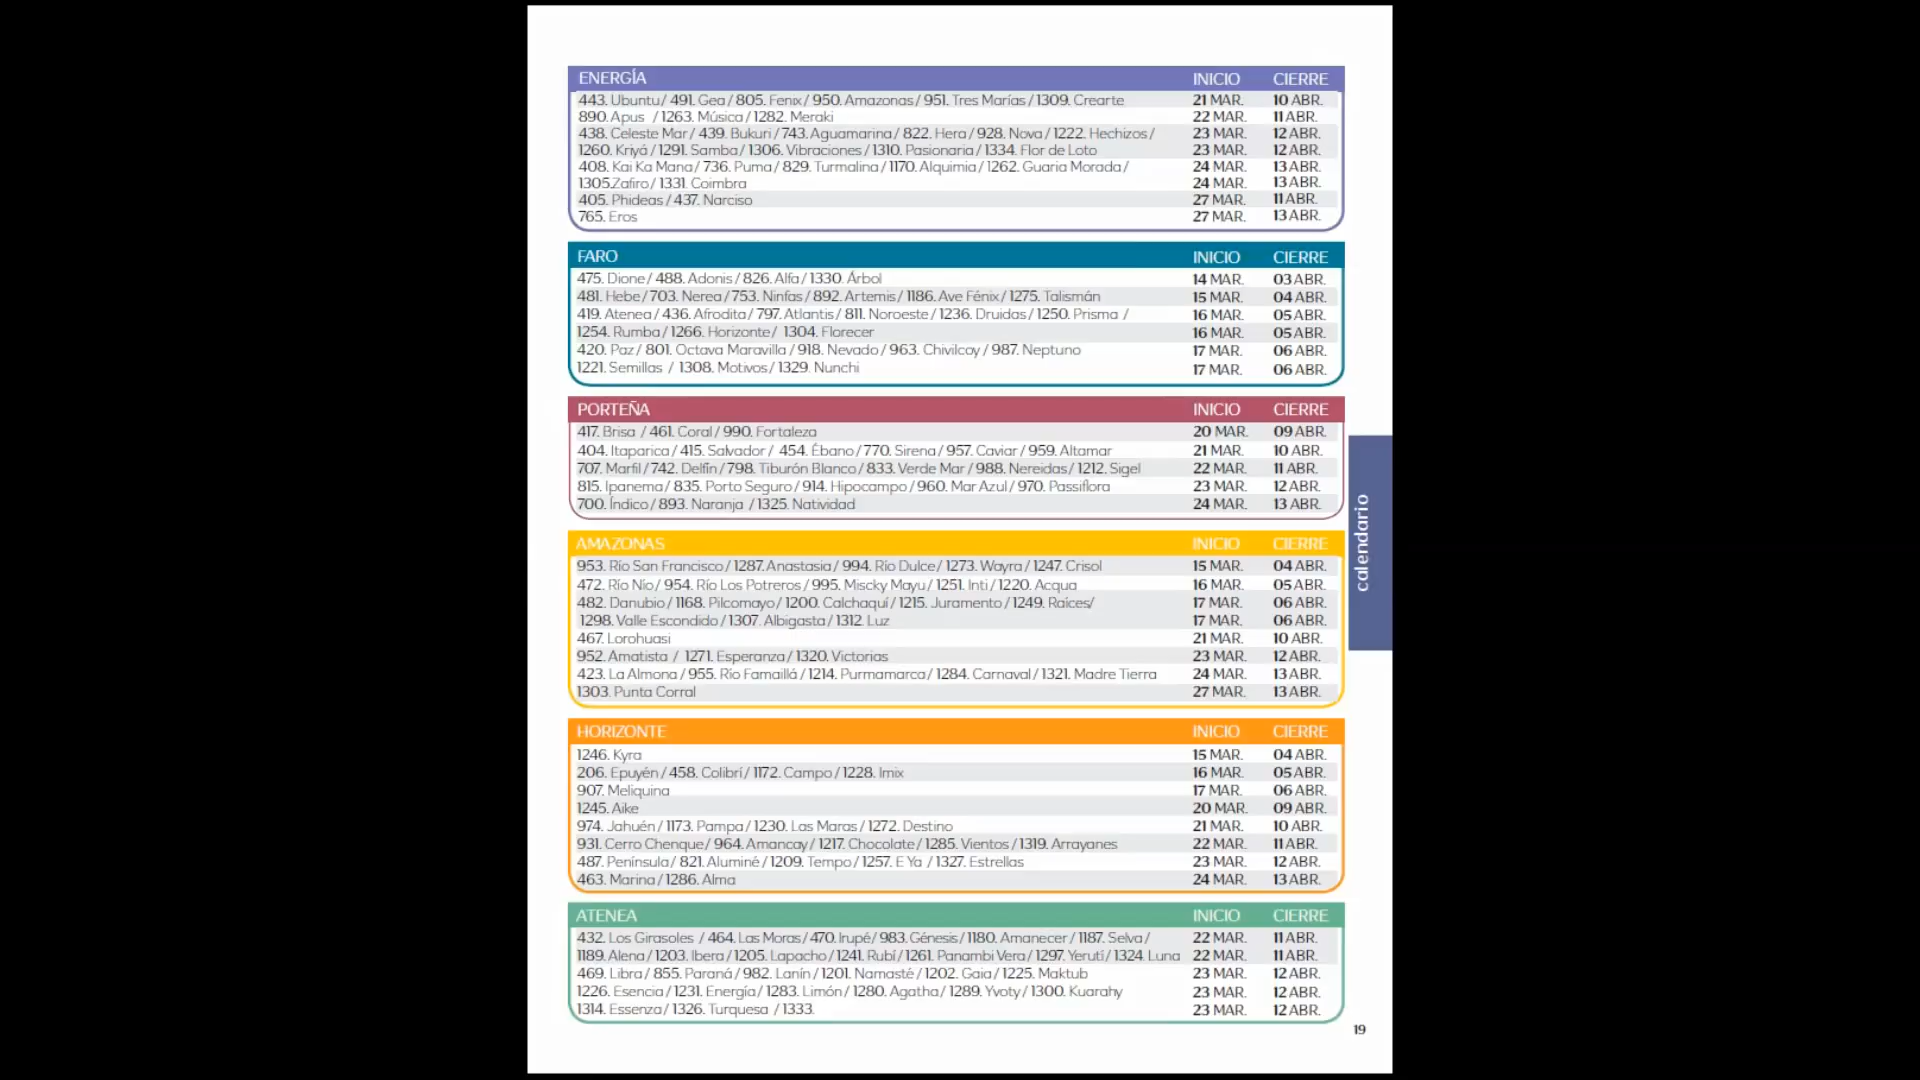 ENERGÍA INICIO CIERRE
443. Ubuntu / 491. Gea / 805. Fenix / 950. Amazonas / 951. Tres Marías / 1309. Crearte 21 MAR. 10 ABR.
890. Apus / 1263. Música / 1282. Meraki 22 MAR. 11 ABR.
438. Celeste Mar / 439. Bukuri / 743. Aguamarina / 822. Hera / 928. Nova / 1222. Hechizos / 23 MAR. 12 ABR.
1260. Kriyá / 1291. Samba / 1306. Vibraciones / 1310. Pasionaria / 1334. Flor de Loto 23 MAR. 12 ABR.
408. Kai Ka Mana / 736. Puma / 829. Turmalina / 1170. Alquimia / 1262. Guaria Morada / 24 MAR. 13 ABR.
1305.Zafiro / 1331. Coimbra 24 MAR. 13 ABR.
405. Phideas / 437. Narciso 27 MAR. 11 ABR.
765. Eros 27 MAR. 13 ABR.
FARO INICIO CIERRE
475. Dione / 488. Adonis / 826. Alfa / 1330. Árbol 14 MAR. 03 ABR.
481. Hebe / 703. Nerea / 753. Ninfas / 892. Artemis / 1186. Ave Fénix / 1275. Talismán 15 MAR. 04 ABR.
419. Atenea / 436. Afrodita / 797. Atlantis / 811. Noroeste / 1236. Druidas / 1250. Prisma / 16 MAR. 05 ABR.
1254. Rumba / 1266. Horizonte / 1304. Florecer 16 MAR. 05 ABR.
420. Paz / 801. Octava Maravilla / 918. Nevado / 963. Chivilcoy / 987. Neptuno 17 MAR. 06 ABR.
1221. Semillas / 1308. Motivos / 1329. Nunchi 17 MAR. 06 ABR.
PORTEÑA INICIO CIERRE
417. Brisa / 461. Coral / 990. Fortaleza 20 MAR. 09 ABR.
404. Itaparica / 415. Salvador / 454. Ébano / 770. Sirena / 957. Caviar / 959. Altamar 21 MAR. 10 ABR.
707. Marfil / 742. Delfín / 798. Tiburón Blanco / 833. Verde Mar / 988. Nereidas / 1212. Sigel 22 MAR. 11 ABR.
815. Ipanema / 835. Porto Seguro / 914. Hipocampo / 960. Mar Azul / 970. Passiflora 23 MAR. 12 ABR.
700. Índico / 893. Naranja / 1325. Natividad 24 MAR. 13 ABR.
calendario
AMAZONAS INICIO CIERRE
953. Río San Francisco / 1287. Anastasia / 994. Río Dulce / 1273. Wayra / 1247. Crisol 15 MAR. 04 ABR.
472. Río Nío / 954. Río Los Potreros / 995. Miscky Mayu / 1251. Inti / 1220. Acqua 16 MAR. 05 ABR.
482. Danubio / 1168. Pilcomayo / 1200. Calchaquí / 1215. Juramento / 1249. Raíces/ 17 MAR. 06 ABR.
1298. Valle Escondido / 1307. Albigasta / 1312. Luz 17 MAR. 06 ABR.
467. Lorohuasi 21 MAR. 10 ABR.
952. Amatista / 1271. Esperanza / 1320. Victorias 23 MAR. 12 ABR.
423. La Almona / 955. Río Famaillá / 1214. Purmamarca / 1284. Carnaval / 1321. Madre Tierra 24 MAR. 13 ABR.
1303. Punta Corral 27 MAR. 13 ABR.
HORIZONTE INICIO CIERRE
1246. Kyra 15 MAR. 04 ABR.
206. Epuyén / 458. Colibrí / 1172. Campo / 1228. Imix 16 MAR. 05 ABR.
907. Meliquina 17 MAR. 06 ABR.
1245. Aike 20 MAR. 09 ABR.
974. Jahuén / 1173. Pampa / 1230. Las Maras / 1272. Destino 21 MAR. 10 ABR.
931. Cerro Chenque / 964. Amancay / 1217. Chocolate / 1285. Vientos / 1319. Arrayanes 22 MAR. 11 ABR.
487. Península / 821. Aluminé / 1209. Tempo / 1257. E Ya / 1327. Estrellas 23 MAR. 12 ABR.
463. Marina / 1286. Alma 24 MAR. 13 ABR.
ATENEA INICIO CIERRE
432. Los Girasoles / 464. Las Moras / 470. Irupé / 983. Génesis / 1180. Amanecer / 1187. Selva / 22 MAR. 11 ABR.
1189. Alena / 1203. Ibera / 1205. Lapacho / 1241. Rubí / 1261. Panambi Vera / 1297. Yerutí / 1324. Luna 22 MAR. 11 ABR.
469. Libra / 855. Paraná / 982. Lanín / 1201. Namasté / 1202. Gaia / 1225. Maktub 23 MAR. 12 ABR.
1226. Esencia / 1231. Energía / 1283. Limón / 1280. Agatha / 1289. Yvoty / 1300. Kuarahy 23 MAR. 12 ABR.
1314. Essenza / 1326. Turquesa / 1333. 23 MAR. 12 ABR.
19